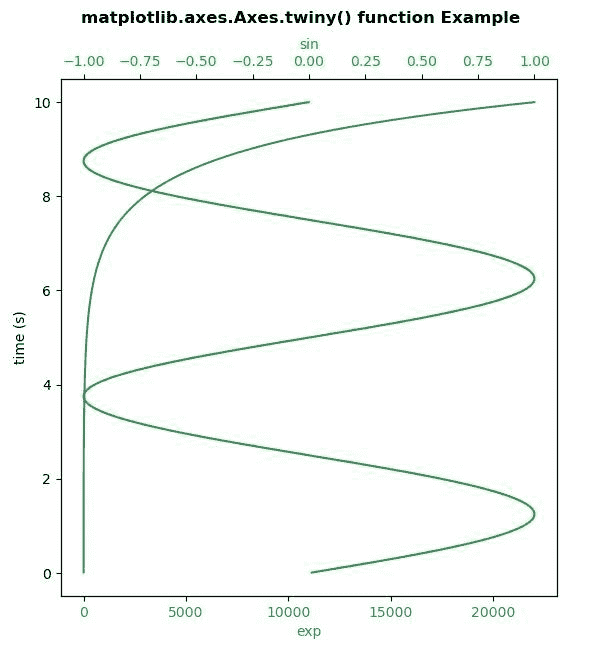 matplotlib.axes.Axes.twiny() function Example
sin
−1.00 −0.75 −0.50 −0.25 0.00 0.25 0.50 0.75 1.00
10
8
6
time (s)
4
2
0
0 5000 10000 15000 20000
exp